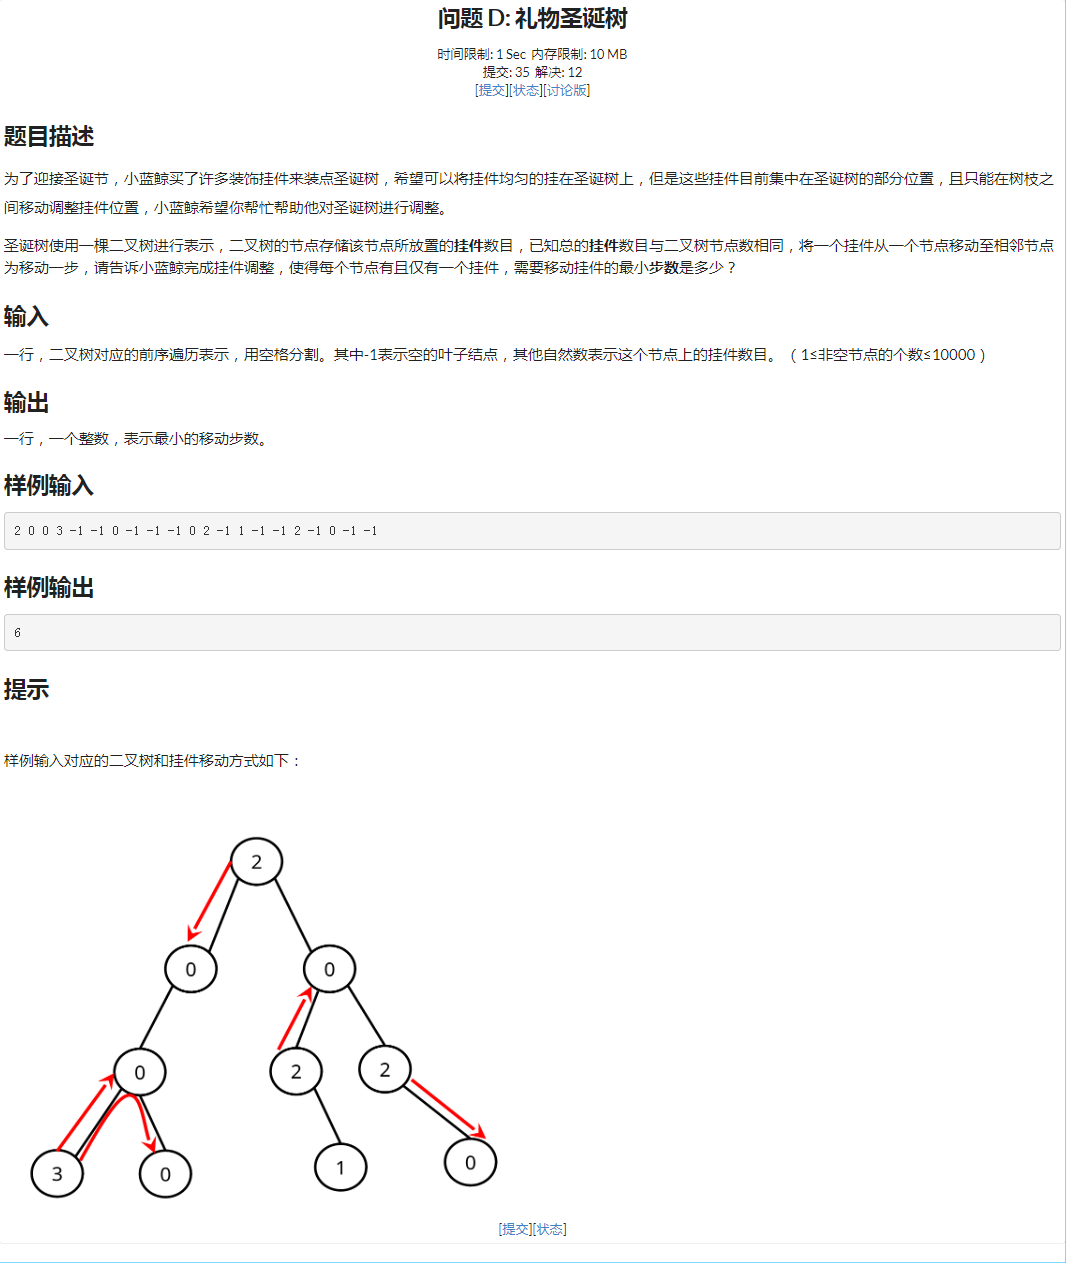 问题 D: 礼物圣诞树
时间限制: 1 Sec 内存限制: 10 MB
提交: 35 解决: 12
[提交][状态][讨论版]
题目描述
为了迎接圣诞节，小蓝鲸买了许多装饰挂件来装点圣诞树，希望可以将挂件均匀的挂在圣诞树上，但是这些挂件目前集中在圣诞树的部分位置，且只能在树枝之
间移动调整挂件位置，小蓝鲸希望你帮忙帮助他对圣诞树进行调整。
圣诞树使用一棵二叉树进行表示，二叉树的节点存储该节点所放置的挂件数目，已知总的挂件数目与二叉树节点数相同，将一个挂件从一个节点移动至相邻节点
为移动一步，请告诉小蓝鲸完成挂件调整，使得每个节点有且仅有一个挂件，需要移动挂件的最小步数是多少？
输入
一行，二叉树对应的前序遍历表示，用空格分割。其中-1表示空的叶子结点，其他自然数表示这个节点上的挂件数目。（1≤非空节点的个数≤10000）
输出
一行，一个整数，表示最小的移动步数。
样例输入
2 0 0 3 -1 -1 0 -1 -1 -1 0 2 -1 1 -1 -1 2 -1 0 -1 -1
样例输出
6
提示
样例输入对应的二叉树和挂件移动方式如下：
2
0 0
0 2 2
3 0 1 0
[提交][状态]